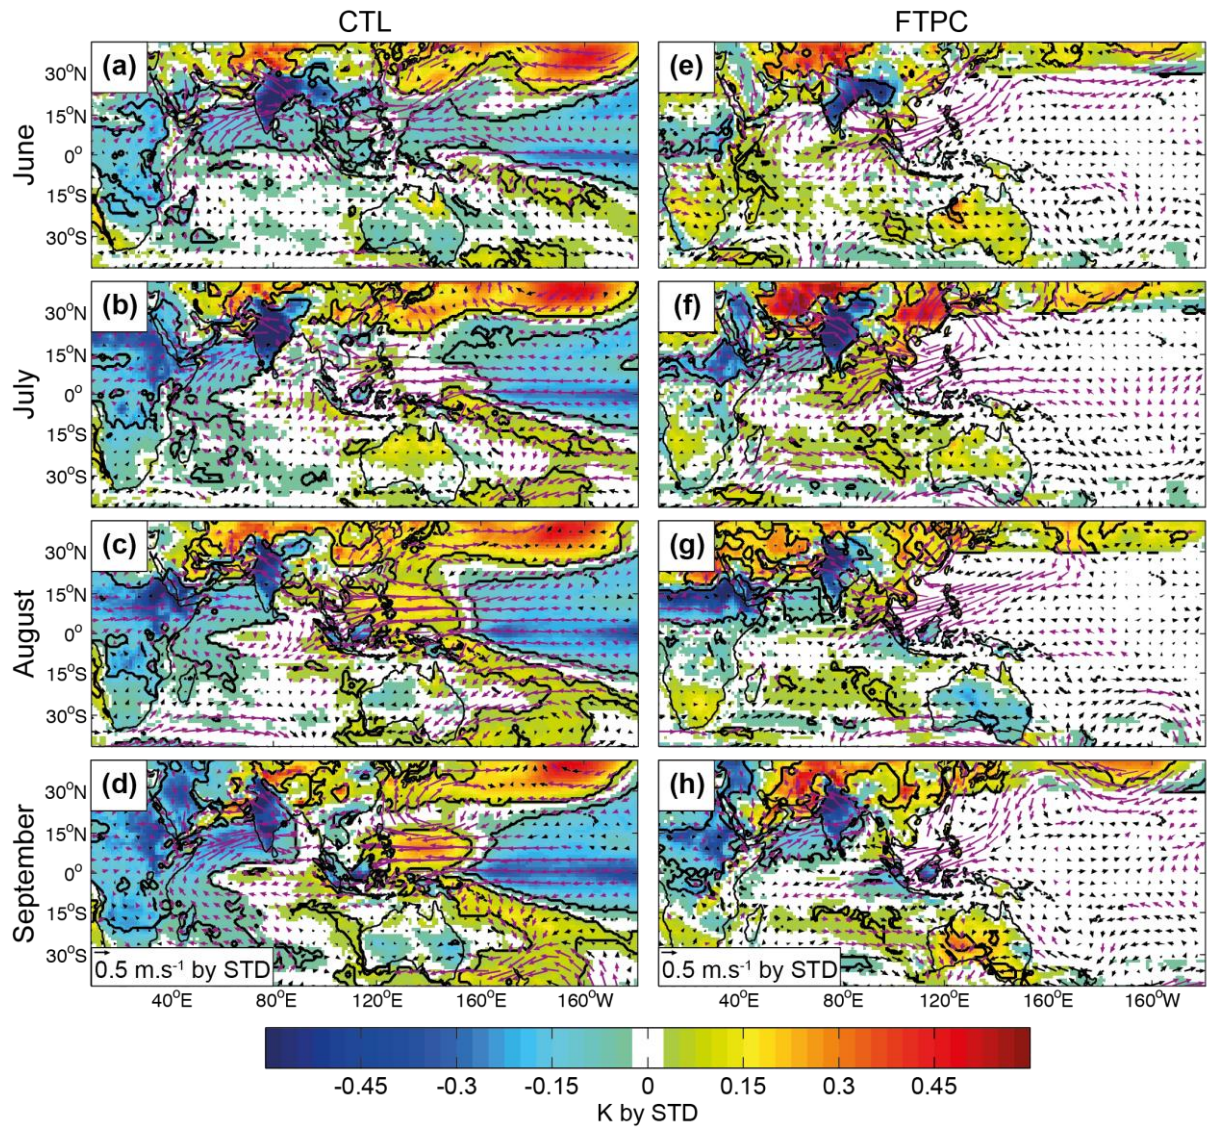 CTL FTPC
June
(a) (e)
30°N
15°N
0°
15°S
30°S
July
(b) (f)
30°N
15°N
0°
15°S
30°S
August
(c) (g)
30°N
15°N
0°
15°S
30°S
September
(d) (h)
30°N
15°N
0°
15°S
30°S
0.5 m.s⁻¹ by STD 0.5 m.s⁻¹ by STD
40°E 80°E 120°E 160°E 160°W 40°E 80°E 120°E 160°E 160°W
-0.45 -0.3 -0.15 0 0.15 0.3 0.45
K by STD